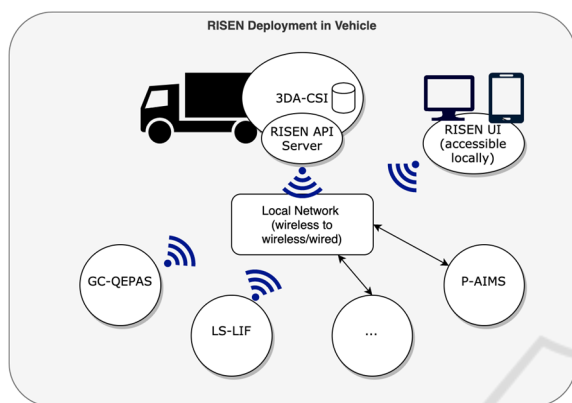 RISEN Deployment in Vehicle
3DA-CSI
RISEN API
Server
RISEN UI
(accessible
locally)
Local Network
(wireless to
wireless/wired)
GC-QEPAS
P-AIMS
LS-LIF
...